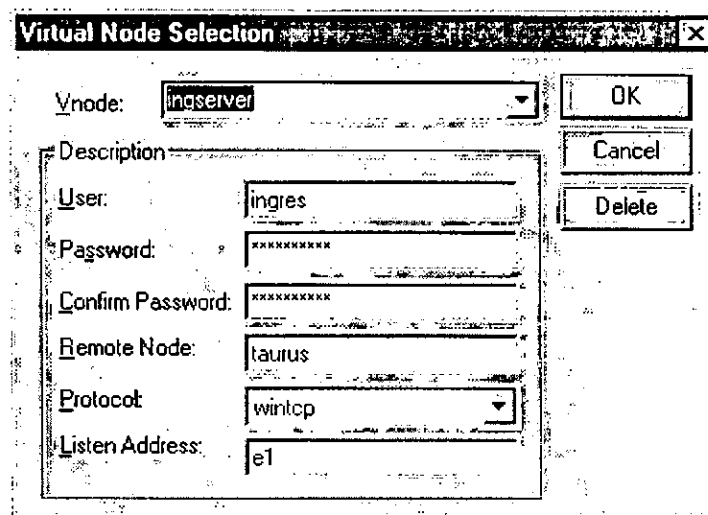 Virtual Node Selection
Vnode: ingserver OK
Description Cancel
User: ingres Delete
Password: **********
Confirm Password: **********
Remote Node: taurus
Protocol: wintcp
Listen Address: e1